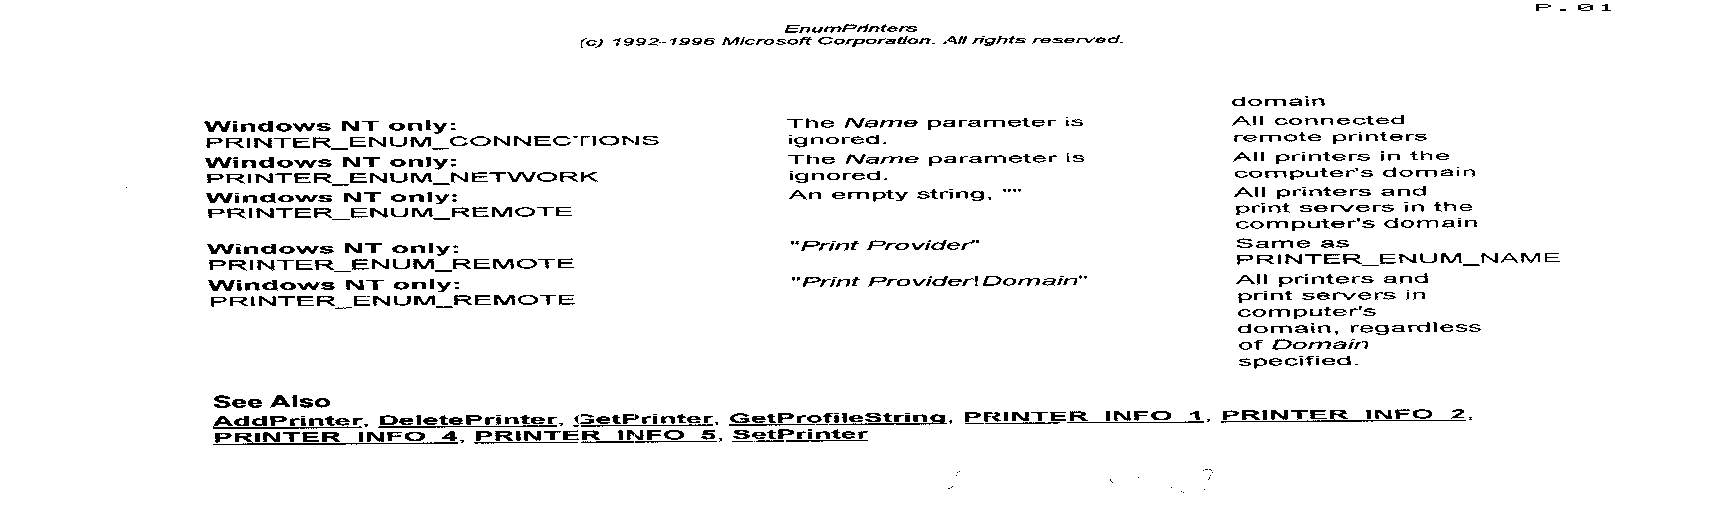 P.01
EnumPrinters
(c) 1992-1996 Microsoft Corporation. All rights reserved.
domain
Windows NT only: The Name parameter is All connected
PRINTER_ENUM_CONNECTIONS ignored. remote printers
Windows NT only: The Name parameter is All printers in the
PRINTER_ENUM_NETWORK ignored. computer's domain
Windows NT only: An empty string, "" All printers and
PRINTER_ENUM_REMOTE print servers in the
computer's domain
Windows NT only: "Print Provider" Same as
PRINTER_ENUM_REMOTE PRINTER_ENUM_NAME
Windows NT only: "Print Provider!Domain" All printers and
PRINTER_ENUM_REMOTE print servers in
computer's
domain, regardless
of Domain
specified.
See Also
AddPrinter, DeletePrinter, GetPrinter, GetProfileString, PRINTER_INFO_1, PRINTER_INFO_2,
PRINTER_INFO_4, PRINTER_INFO_5, SetPrinter